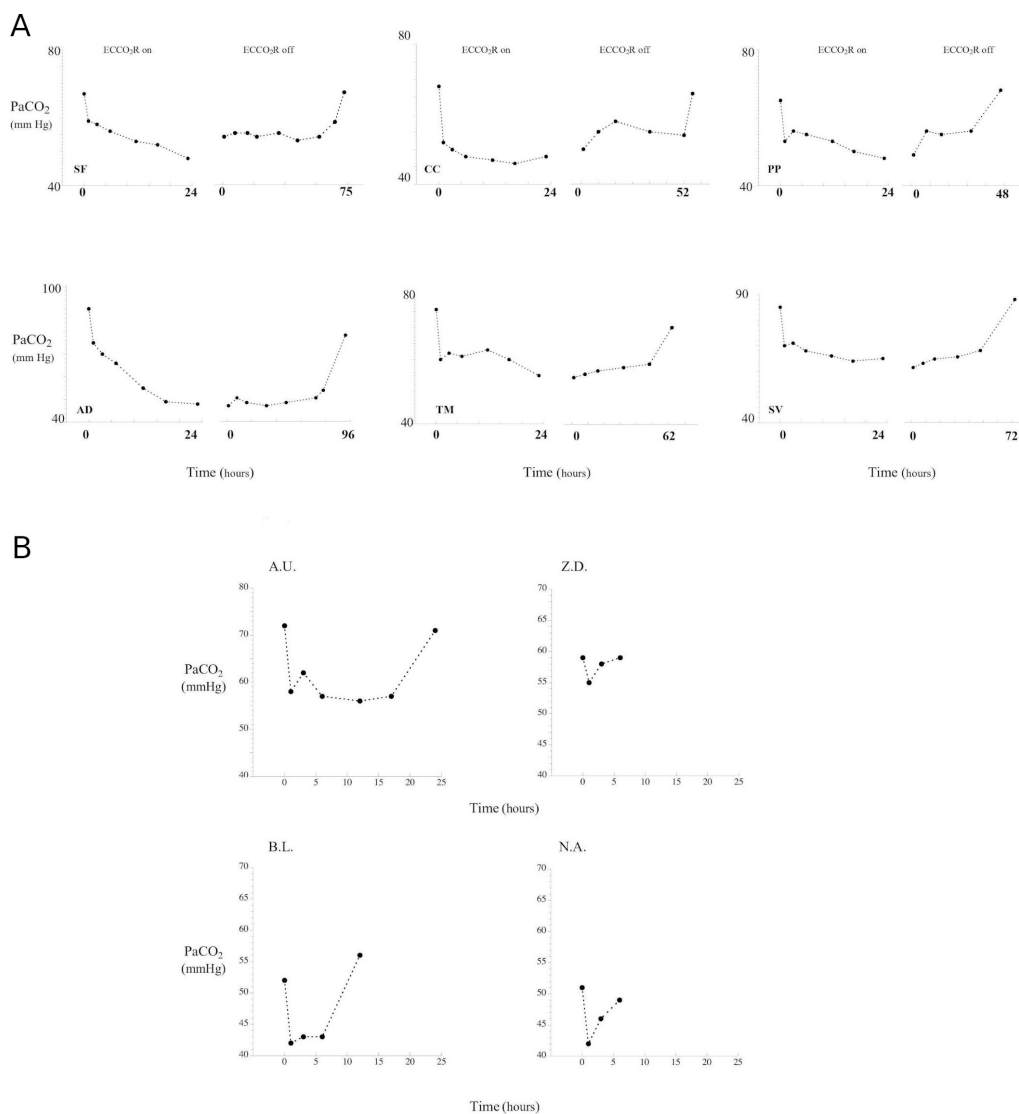 A
ECCO₂R on ECCO₂R off ECCO₂R on ECCO₂R off ECCO₂R on ECCO₂R off
80 80 80
PaCO₂
(mm Hg)
SF CC PP
40 40 40
0 24 0 75 0 24 0 52 0 24 0 48
100 80 90
PaCO₂
(mm Hg)
AD TM SV
40 40 40
0 24 0 96 0 24 0 62 0 24 0 72
Time (hours) Time (hours) Time (hours)
B
A.U. Z.D.
80 70
65
70 60
PaCO₂
(mmHg)
60 55
50
50 45
40 40
0 5 10 15 20 25 0 5 10 15 20 25
Time (hours)
B.L. N.A.
70 70
65 65
60 60
PaCO₂
(mmHg)
55 55
50 50
45 45
40 40
0 5 10 15 20 25 0 5 10 15 20 25
Time (hours)